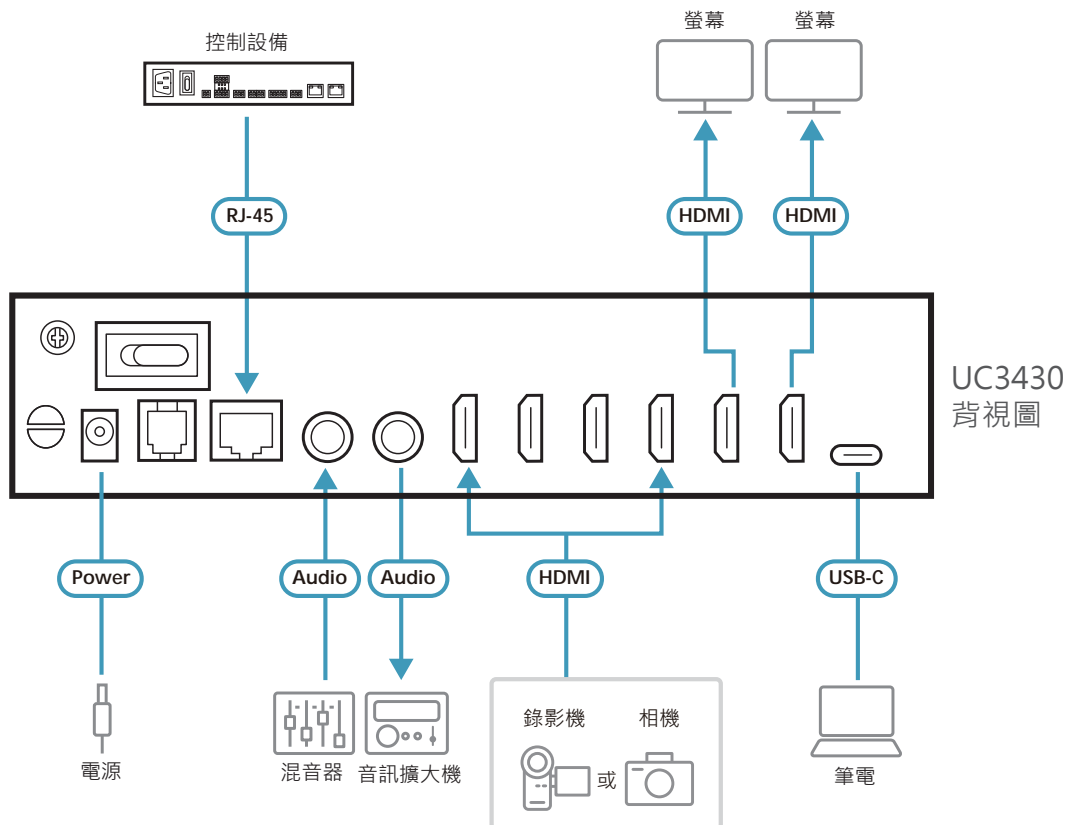 螢幕
螢幕
控制設備
RJ-45
HDMI
HDMI
UC3430
背視圖
Power
Audio
Audio
HDMI
USB-C
錄影機
相機
或
電源
混音器
音訊擴大機
筆電